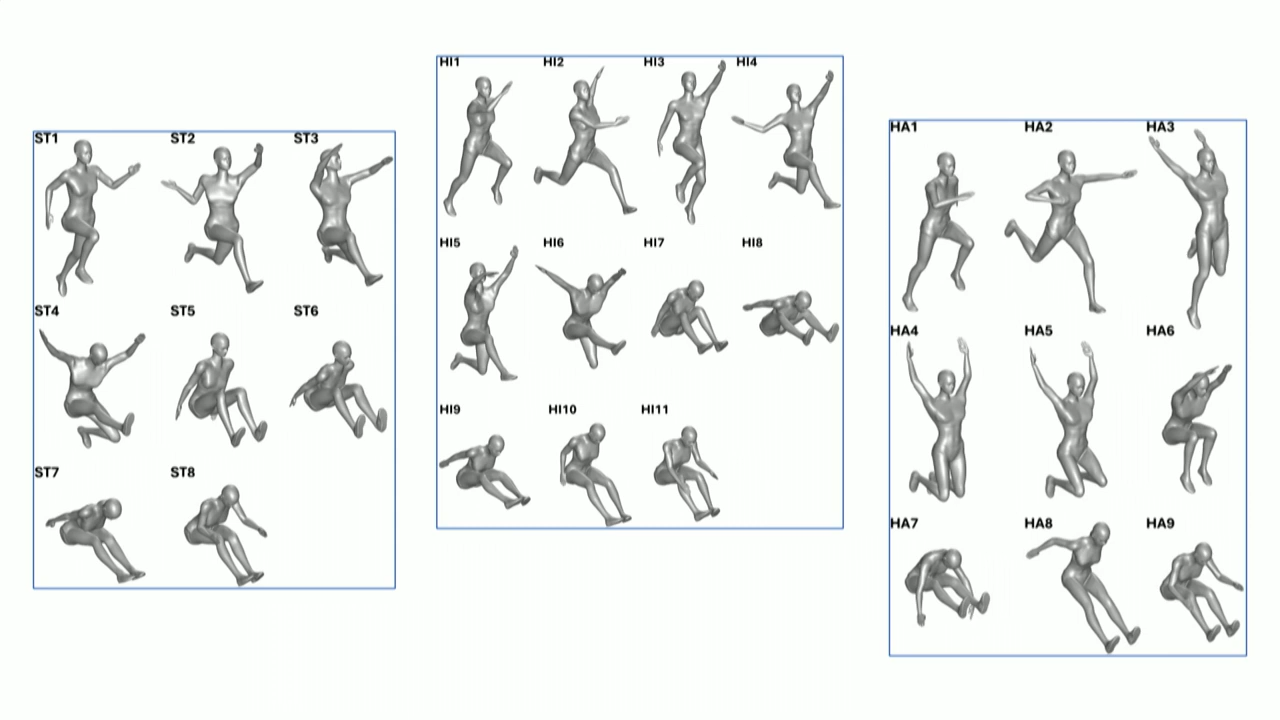 ST1 ST2 ST3
ST4 ST5 ST6
ST7 ST8
HI1 HI2 HI3 HI4
HI5 HI6 HI7 HI8
HI9 HI10 HI11
HA1 HA2 HA3
HA4 HA5 HA6
HA7 HA8 HA9